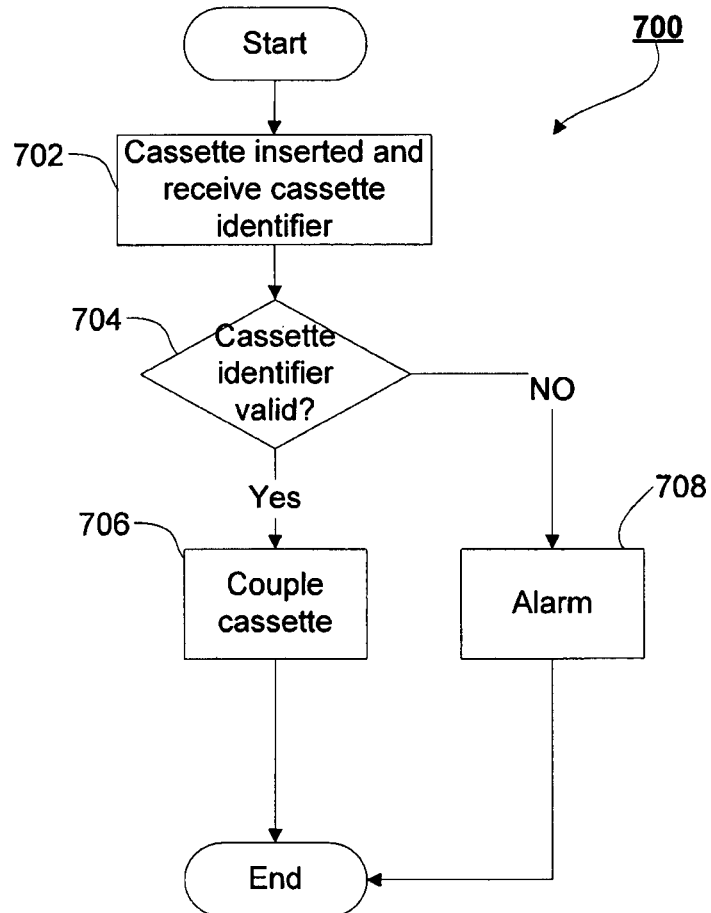 Start
700
702
Cassette inserted and
receive cassette
identifier
704
Cassette
identifier
valid?
NO
Yes
706
708
Couple
cassette
Alarm
End